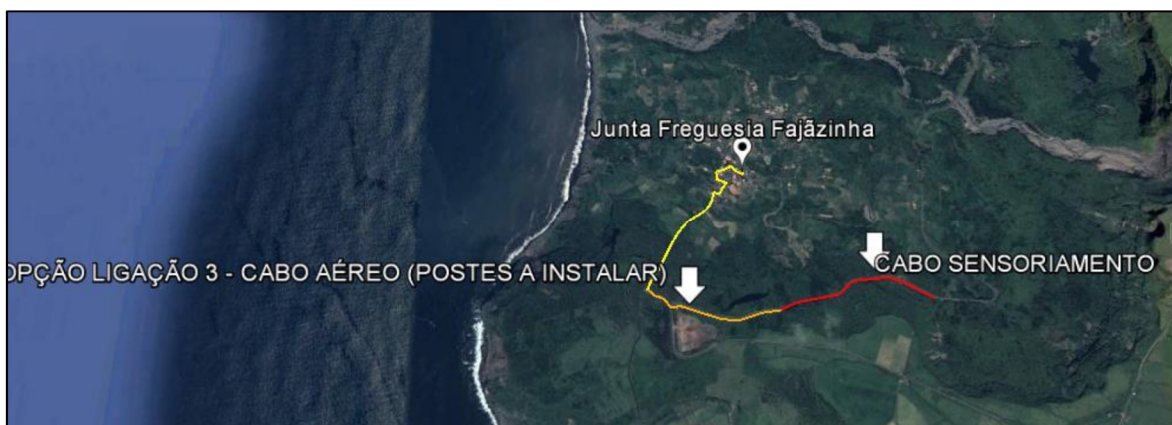 Junta Freguesia Fajãzinha
OPÇÃO LIGAÇÃO 3 - CABO AÉREO (POSTES A INSTALAR)
CABO SENSORIAMENTO